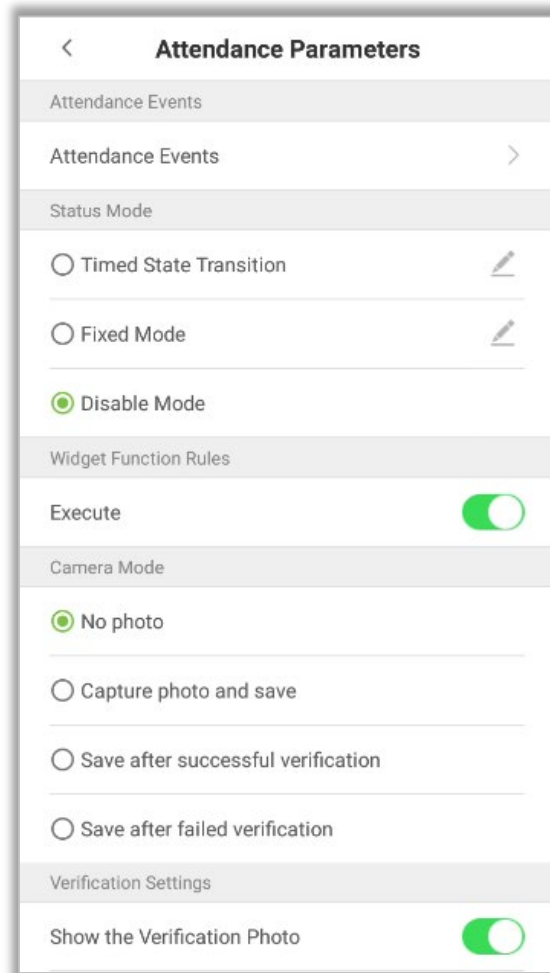 Attendance Parameters
Attendance Events
Attendance Events
Status Mode
Timed State Transition
Fixed Mode
Disable Mode
Widget Function Rules
Execute
Camera Mode
No photo
Capture photo and save
Save after successful verification
Save after failed verification
Verification Settings
Show the Verification Photo